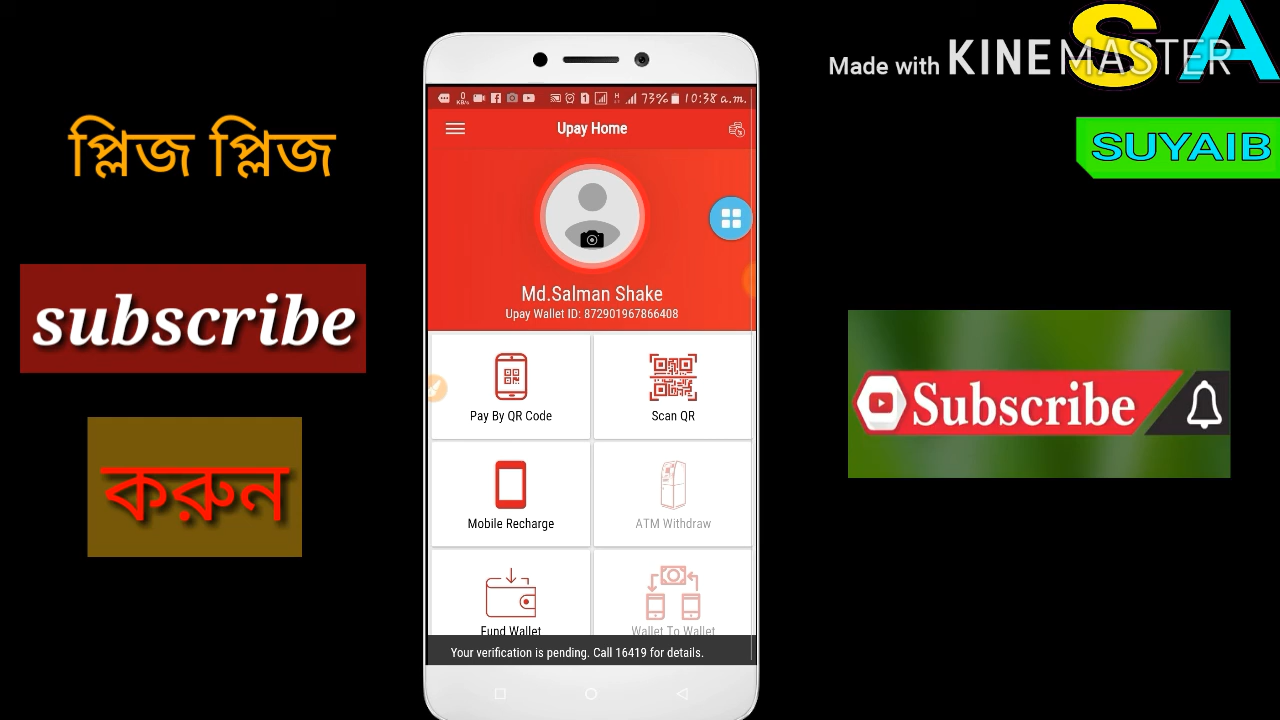 S A
Made with KINEMASTER
SUYAIB
প্লিজ প্লিজ
subscribe
করুন
0
KB/s
H
73% 10:38 a.m.
Upay Home
Md.Salman Shake
Upay Wallet ID: 872901967866408
Pay By QR Code
Scan QR
Mobile Recharge
ATM Withdraw
Fund Wallet
Wallet To Wallet
Your verification is pending. Call 16419 for details.
Subscribe